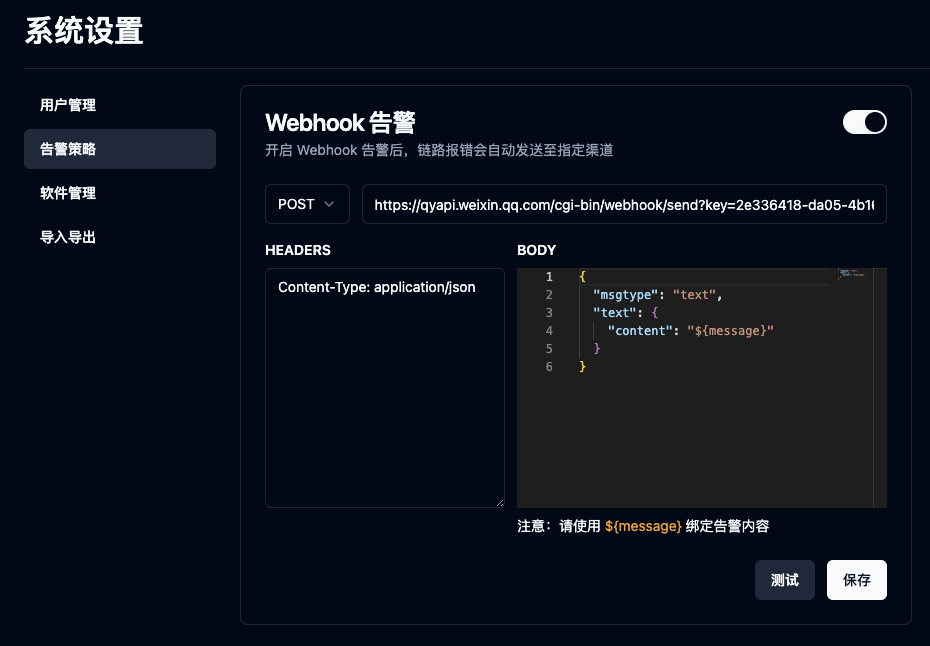 系统设置
用户管理
告警策略
软件管理
导入导出
Webhook 告警
开启 Webhook 告警后，链路报错会自动发送至指定渠道
POST
https://qyapi.weixin.qq.com/cgi-bin/webhook/send?key=2e336418-da05-4b16
HEADERS
BODY
Content-Type: application/json
1 {
2 "msgtype": "text",
3 "text": {
4 "content": "${message}"
5 }
6 }
注意：请使用 ${message} 绑定告警内容
测试
保存